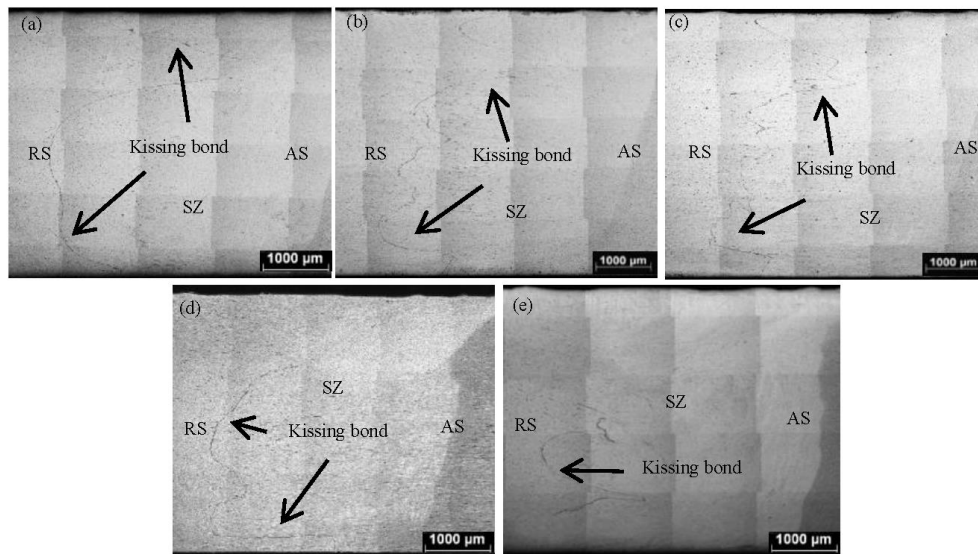 (a)
Kissing bond
RS
AS
SZ
1000 µm
(b)
Kissing bond
RS
AS
SZ
1000 µm
(c)
Kissing bond
RS
AS
SZ
1000 µm
(d)
SZ
RS
Kissing bond
AS
1000 µm
(e)
SZ
RS
AS
Kissing bond
1000 µm